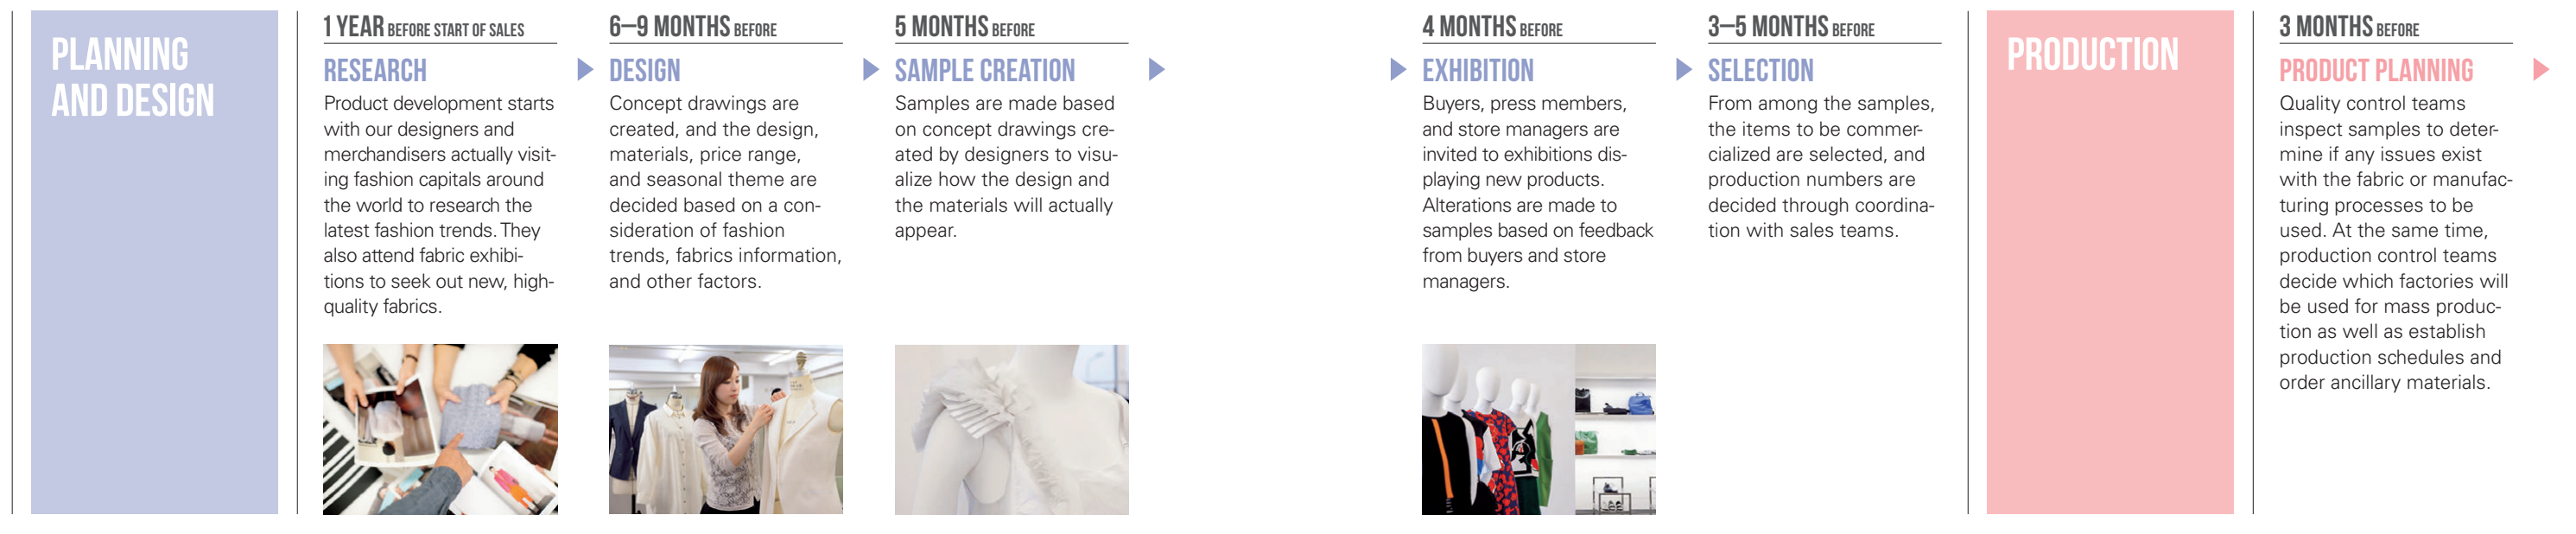 PLANNING
AND DESIGN
1 YEAR BEFORE START OF SALES
RESEARCH
Product development starts
with our designers and
merchandisers actually visit-
ing fashion capitals around
the world to research the
latest fashion trends. They
also attend fabric exhibi-
tions to seek out new, high-
quality fabrics.
6–9 MONTHS BEFORE
DESIGN
Concept drawings are
created, and the design,
materials, price range,
and seasonal theme are
decided based on a con-
sideration of fashion
trends, fabrics information,
and other factors.
5 MONTHS BEFORE
SAMPLE CREATION
Samples are made based
on concept drawings cre-
ated by designers to visu-
alize how the design and
the materials will actually
appear.
4 MONTHS BEFORE
EXHIBITION
Buyers, press members,
and store managers are
invited to exhibitions dis-
playing new products.
Alterations are made to
samples based on feedback
from buyers and store
managers.
3–5 MONTHS BEFORE
SELECTION
From among the samples,
the items to be commer-
cialized are selected, and
production numbers are
decided through coordina-
tion with sales teams.
PRODUCTION
3 MONTHS BEFORE
PRODUCT PLANNING
Quality control teams
inspect samples to deter-
mine if any issues exist
with the fabric or manufac-
turing processes to be
used. At the same time,
production control teams
decide which factories will
be used for mass produc-
tion as well as establish
production schedules and
order ancillary materials.